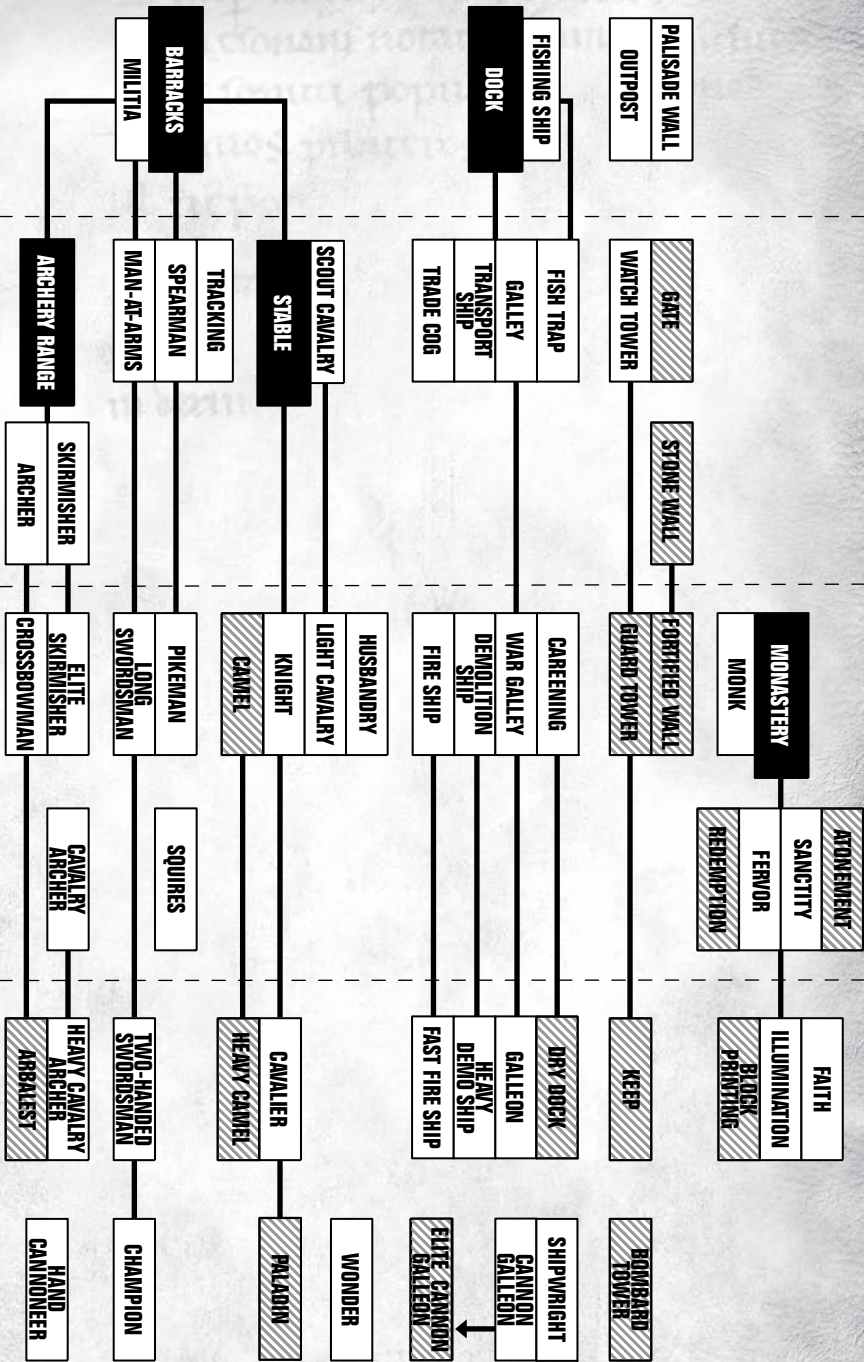 MONASTERY
MONK
ATONEMENT
SANCTITY
FERVOR
REDEMPTION
FAITH
ILLUMINATION
BLOCK
PRINTING
PALISADE WALL
OUTPOST
GATE
WATCH TOWER
STONE WALL
FORTIFIED WALL
GUARD TOWER
KEEP
BOMBARD
TOWER
FISHING SHIP
DOCK
FISH TRAP
GALLEY
TRANSPORT
SHIP
TRADE COG
CAREENING
WAR GALLEY
DEMOLITION
SHIP
FIRE SHIP
DRY DOCK
GALLEON
HEAVY
DEMO SHIP
FAST FIRE SHIP
SHIPWRIGHT
CANNON
GALLEON
ELITE CANNON
GALLEON
WONDER
SCOUT CAVALRY
STABLE
HUSBANDRY
LIGHT CAVALRY
KNIGHT
CAMEL
CAVALIER
HEAVY CAMEL
PALADIN
BARRACKS
MILITIA
TRACKING
SPEARMAN
MAN-AT-ARMS
PIKEMAN
LONG
SWORDSMAN
SQUIRES
TWO-HANDED
SWORDSMAN
CHAMPION
ARCHERY RANGE
SKIRMISHER
ARCHER
ELITE
SKIRMISHER
CROSSBOWMAN
CAVALRY
ARCHER
HEAVY CAVALRY
ARCHER
ARBALEST
HAND
CANNONEER